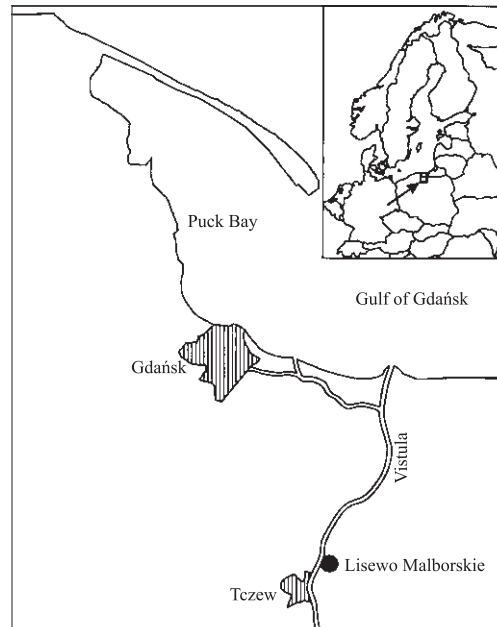 Puck Bay
Gulf of Gdańsk
Gdańsk
Vistula
Lisewo Malborskie
Tczew